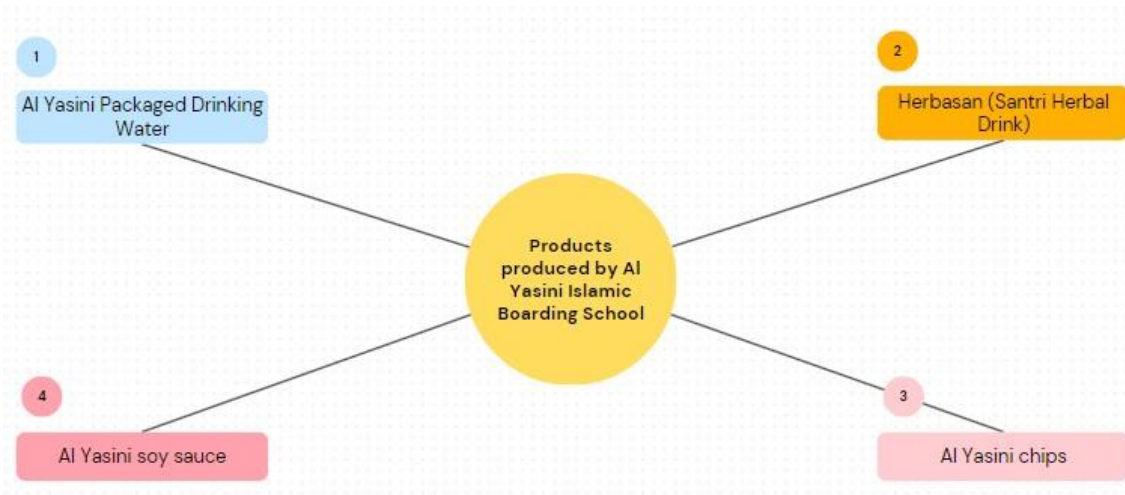 1
Al Yasini Packaged Drinking
Water
2
Herbasan (Santri Herbal
Drink)
Products
produced by Al
Yasini Islamic
Boarding School
4
Al Yasini soy sauce
3
Al Yasini chips